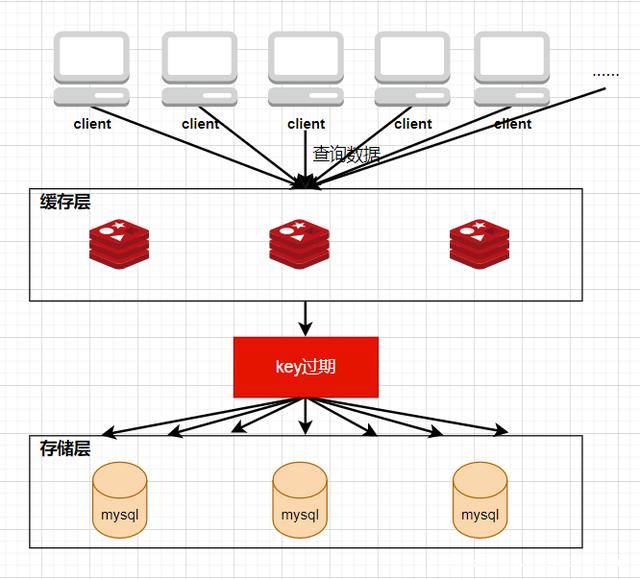 ......
client
client
client
client
client
查询数据
缓存层
key过期
存储层
mysql
mysql
mysql